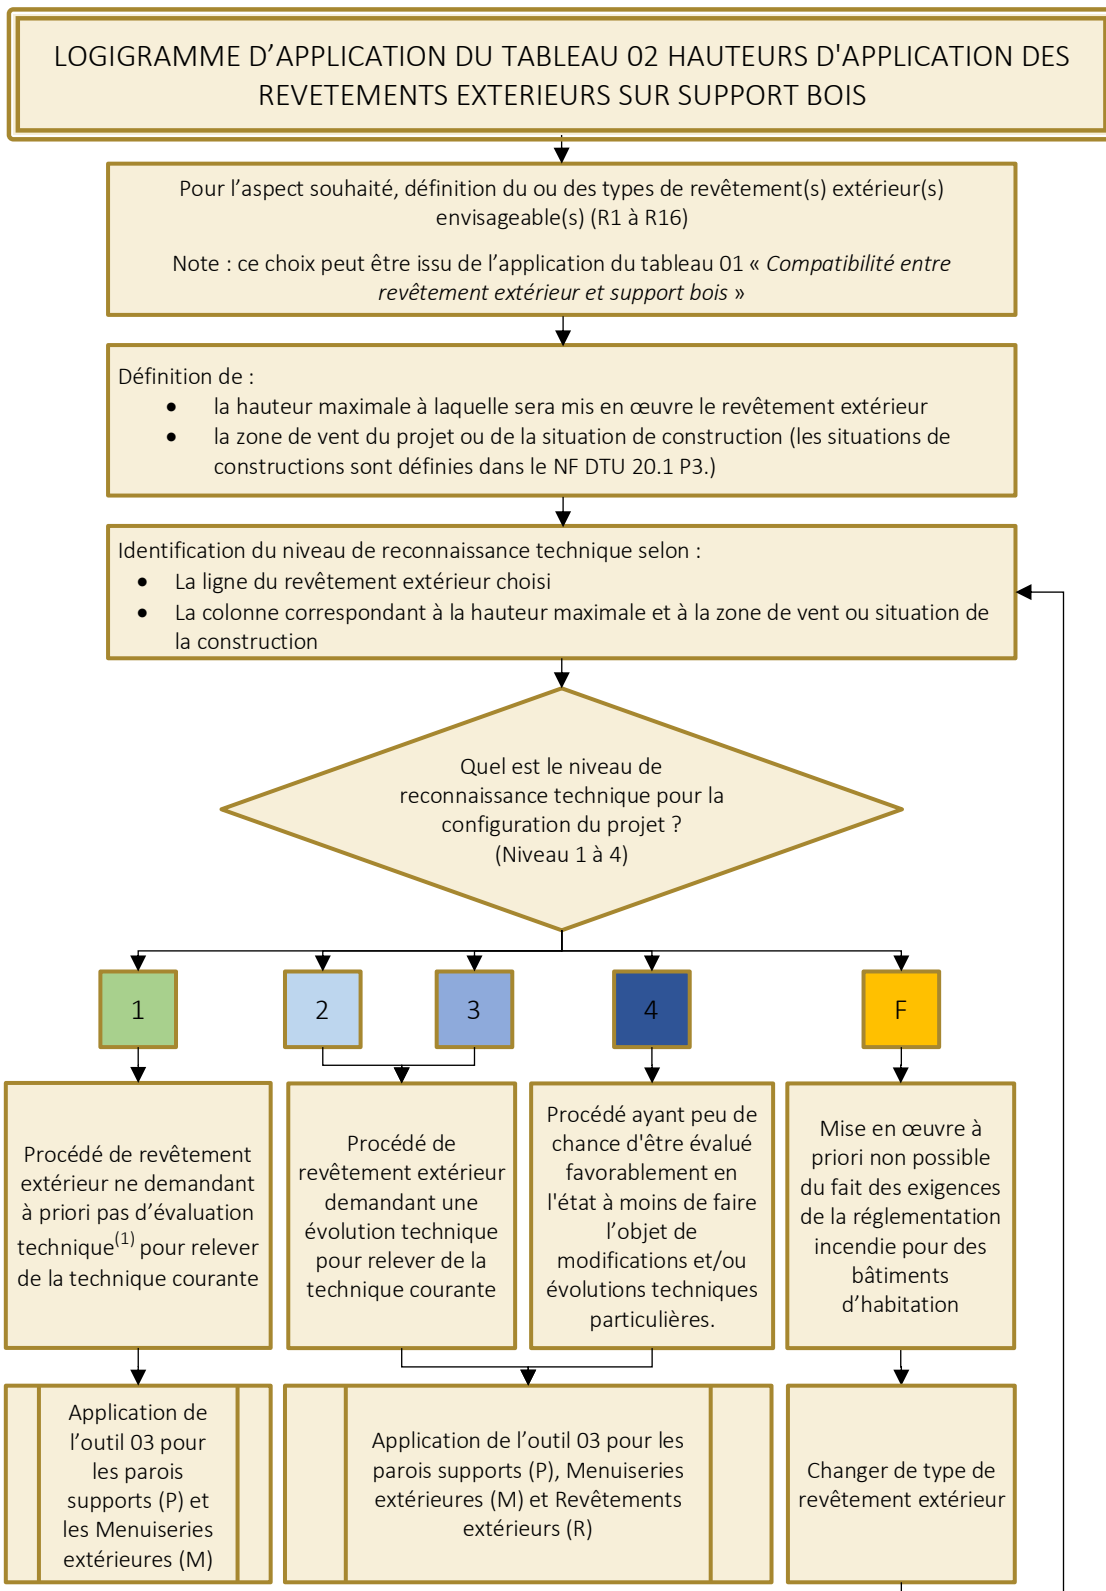 LOGIGRAMME D’APPLICATION DU TABLEAU 02 HAUTEURS D'APPLICATION DES
REVETEMENTS EXTERIEURS SUR SUPPORT BOIS
Pour l’aspect souhaité, définition du ou des types de revêtement(s) extérieur(s)
envisageable(s) (R1 à R16)
Note : ce choix peut être issu de l’application du tableau 01 « Compatibilité entre
revêtement extérieur et support bois »
Définition de :
• la hauteur maximale à laquelle sera mis en œuvre le revêtement extérieur
• la zone de vent du projet ou de la situation de construction (les situations de
constructions sont définies dans le NF DTU 20.1 P3.)
Identification du niveau de reconnaissance technique selon :
• La ligne du revêtement extérieur choisi
• La colonne correspondant à la hauteur maximale et à la zone de vent ou situation de
la construction
Quel est le niveau de
reconnaissance technique pour la
configuration du projet ?
(Niveau 1 à 4)
1
2
3
4
F
Procédé de revêtement
extérieur ne demandant
à priori pas d’évaluation
technique(1) pour relever
de la technique courante
Procédé de
revêtement extérieur
demandant une
évolution technique
pour relever de la
technique courante
Procédé ayant peu de
chance d'être évalué
favorablement en
l'état à moins de faire
l’objet de
modifications et/ou
évolutions techniques
particulières.
Mise en œuvre à
priori non possible
du fait des exigences
de la réglementation
incendie pour des
bâtiments
d’habitation
Application de
l’outil 03 pour
les parois
supports (P) et
les Menuiseries
extérieures (M)
Application de l’outil 03 pour les
parois supports (P), Menuiseries
extérieures (M) et Revêtements
extérieurs (R)
Changer de type de
revêtement extérieur